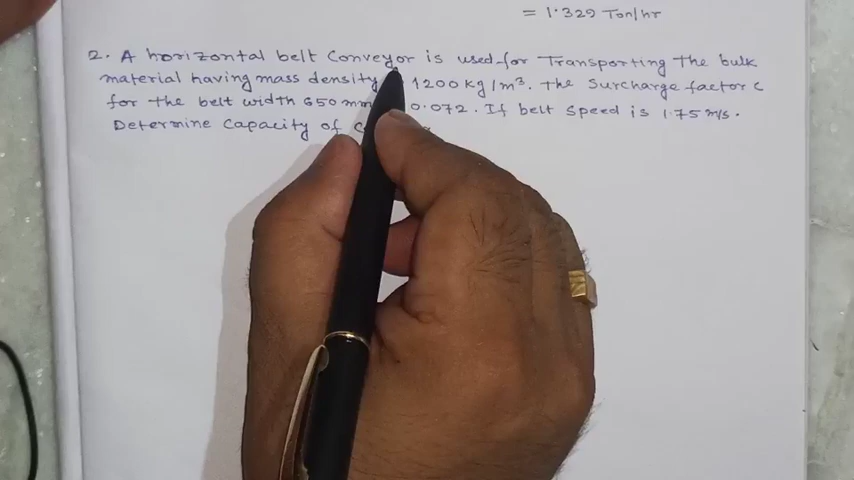 = 1.329 Ton/hr
2. A horizontal belt Conveyor is used for Transporting The bulk
material having mass density 1200 kg/m³. The Surcharge factor C
for the belt width 650 mm 0.072. If belt Speed is 1.75 m/s.
Determine Capacity of